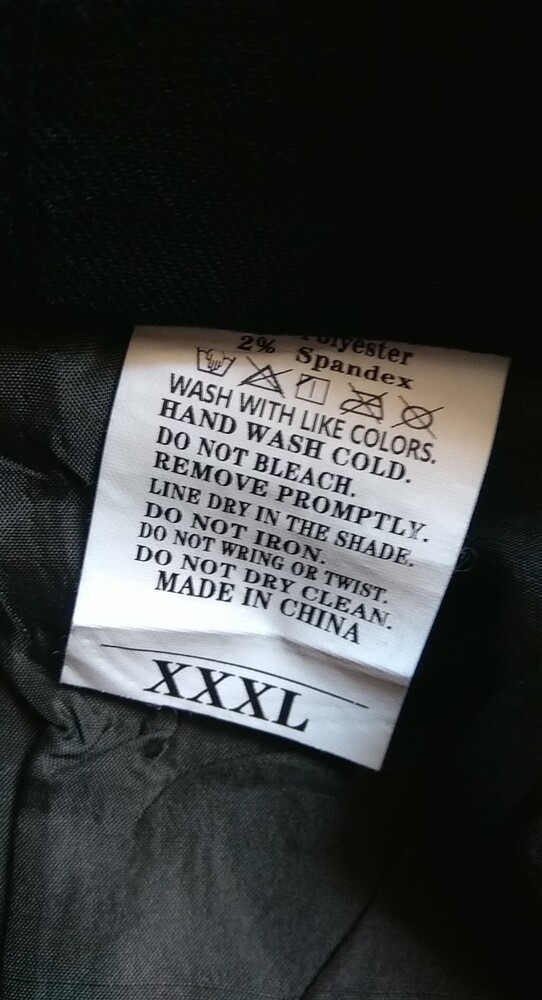 Polyester
2% Spandex
WASH WITH LIKE COLORS.
HAND WASH COLD.
DO NOT BLEACH.
REMOVE PROMPTLY.
LINE DRY IN THE SHADE.
DO NOT IRON.
DO NOT WRING OR TWIST.
DO NOT DRY CLEAN.
MADE IN CHINA
XXXL